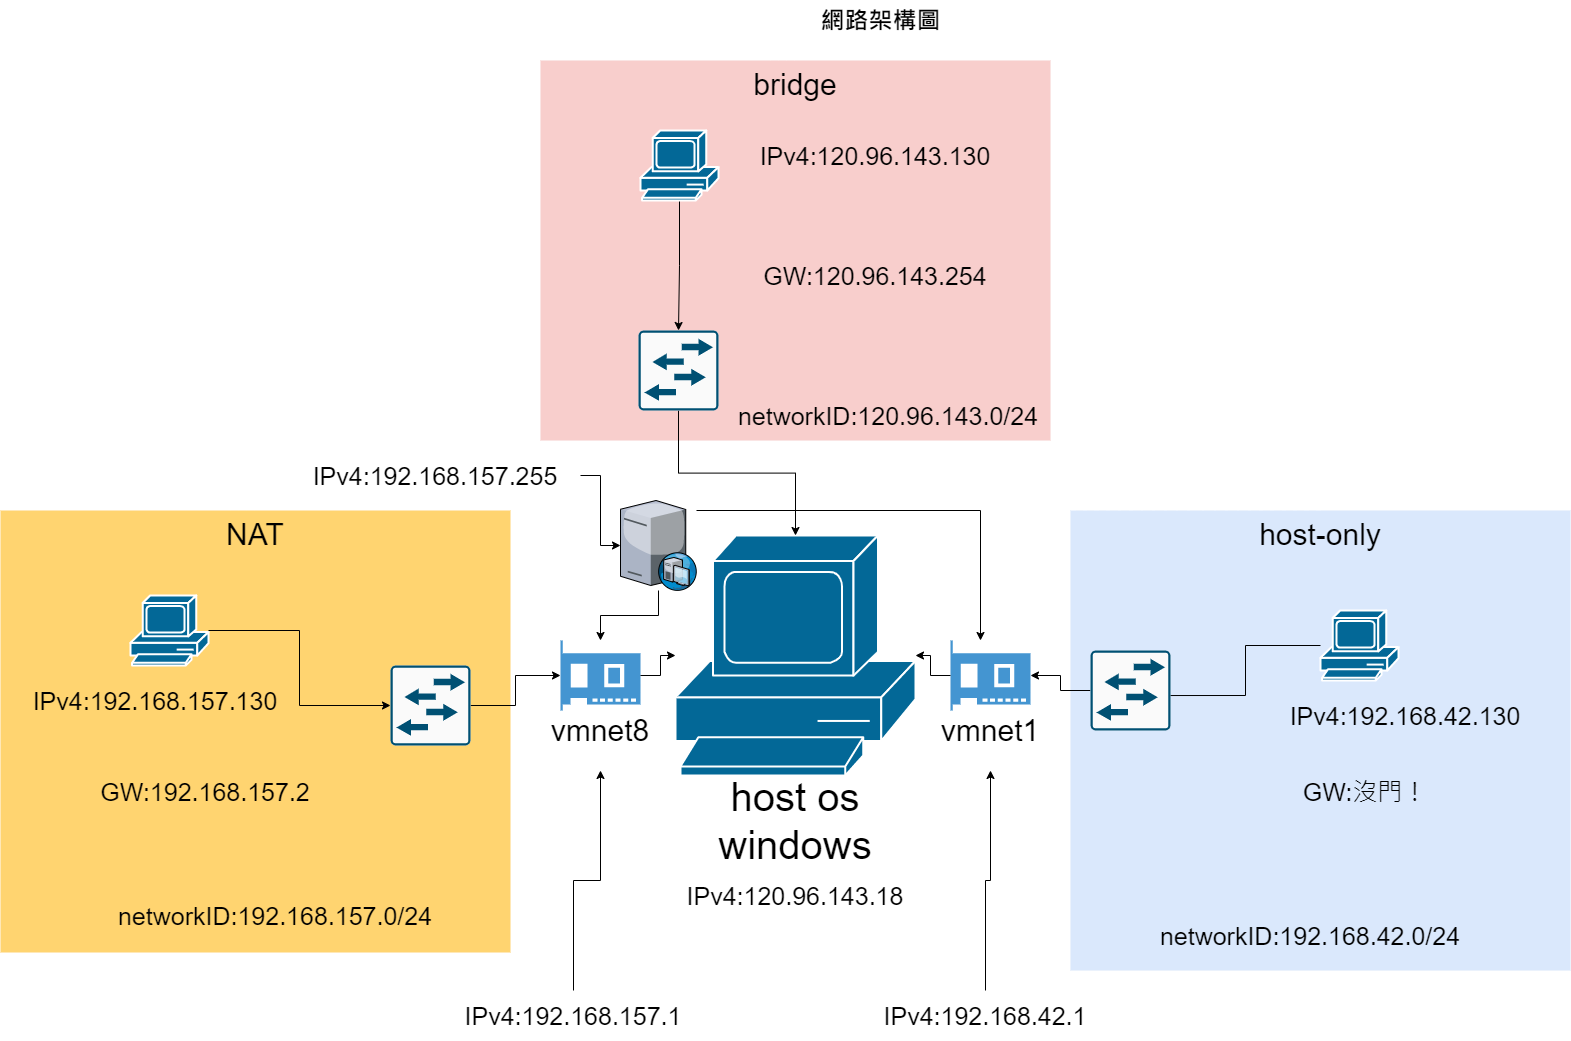 網路架構圖
bridge
IPv4:120.96.143.130
GW:120.96.143.254
networkID:120.96.143.0/24
IPv4:192.168.157.255
NAT
IPv4:192.168.157.130
GW:192.168.157.2
networkID:192.168.157.0/24
vmnet8
IPv4:192.168.157.1
host os
windows
IPv4:120.96.143.18
vmnet1
IPv4:192.168.42.1
host-only
IPv4:192.168.42.130
GW:沒門！
networkID:192.168.42.0/24